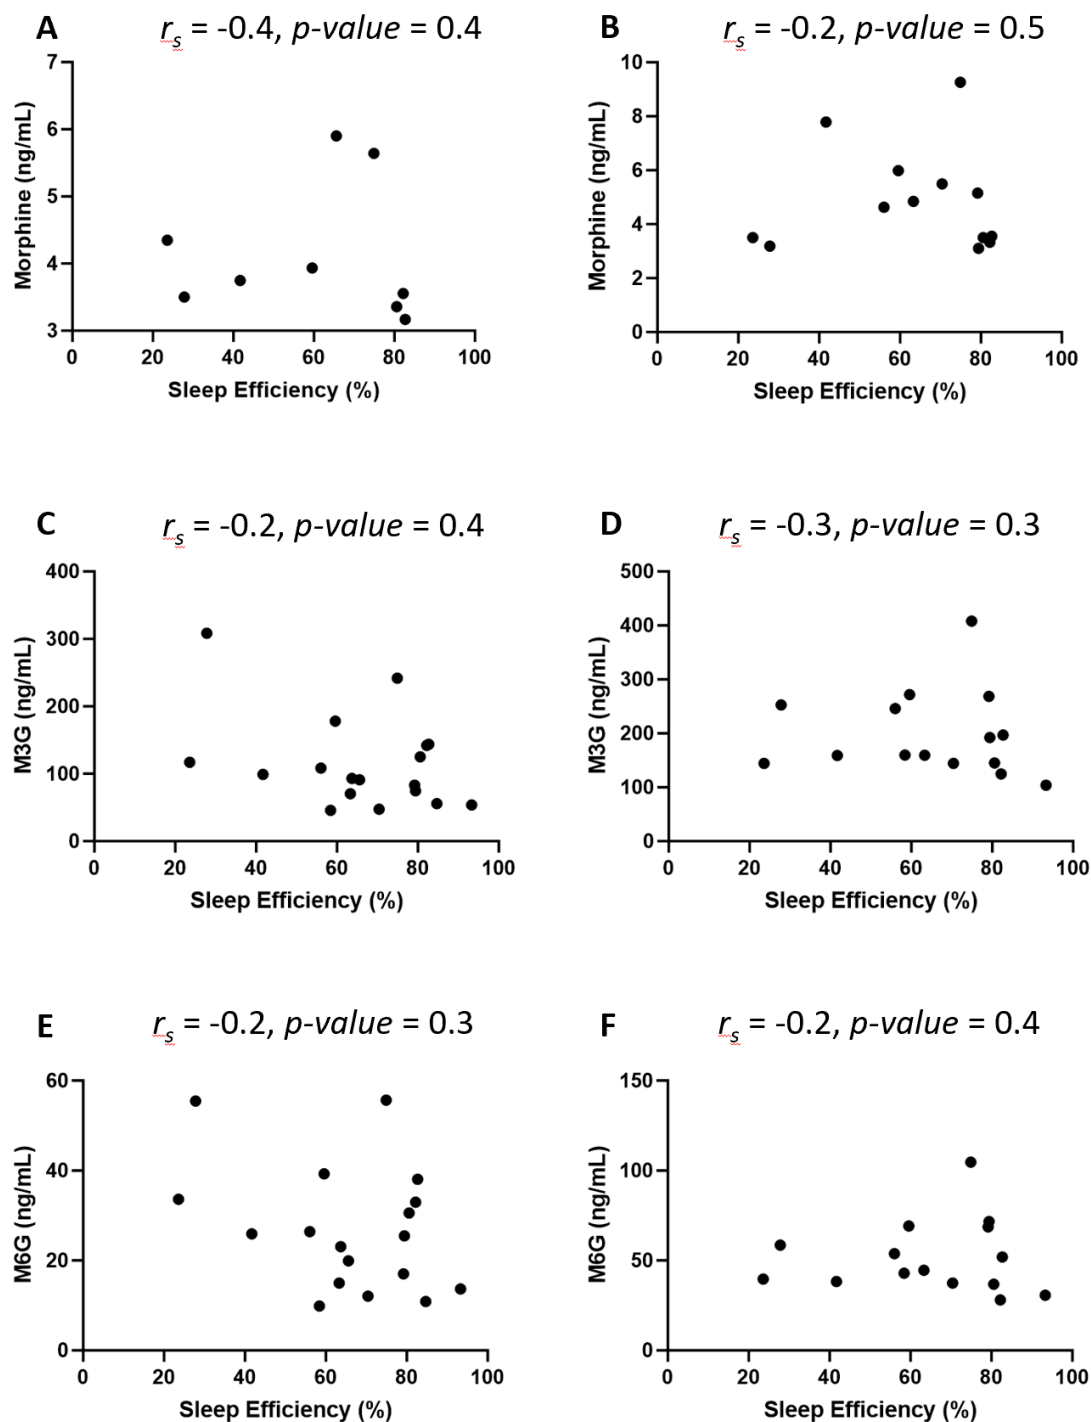 A
r_s = -0.4, p-value = 0.4
7
6
5
4
3
Morphine (ng/mL)
0 20 40 60 80 100
Sleep Efficiency (%)
B
r_s = -0.2, p-value = 0.5
10
8
6
4
2
0
Morphine (ng/mL)
0 20 40 60 80 100
Sleep Efficiency (%)
C
r_s = -0.2, p-value = 0.4
400
300
200
100
0
M3G (ng/mL)
0 20 40 60 80 100
Sleep Efficiency (%)
D
r_s = -0.3, p-value = 0.3
500
400
300
200
100
0
M3G (ng/mL)
0 20 40 60 80 100
Sleep Efficiency (%)
E
r_s = -0.2, p-value = 0.3
60
40
20
0
M6G (ng/mL)
0 20 40 60 80 100
Sleep Efficiency (%)
F
r_s = -0.2, p-value = 0.4
150
100
50
0
M6G (ng/mL)
0 20 40 60 80 100
Sleep Efficiency (%)